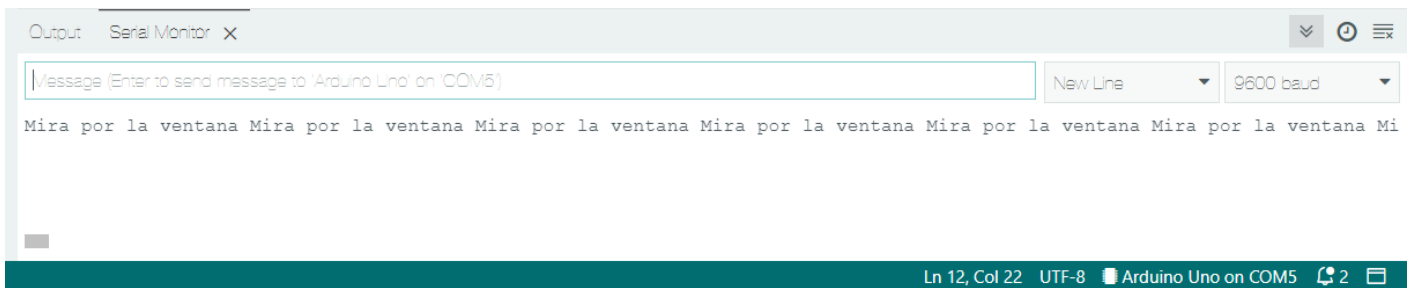 Output Serial Monitor
Message (Enter to send message to 'Arduino Uno' on 'COM5') New Line 9600 baud
Mira por la ventana Mira por la ventana Mira por la ventana Mira por la ventana Mira por la ventana Mira por la ventana Mi
Ln 12, Col 22 UTF-8 Arduino Uno on COM5 2